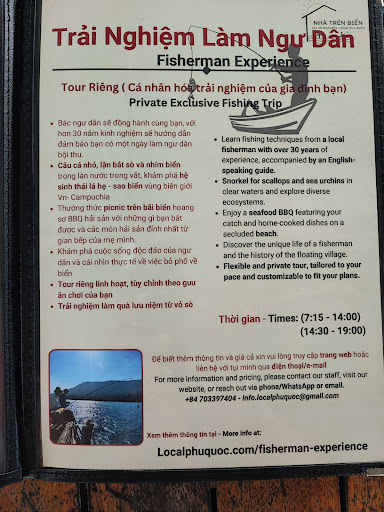 NHÀ TRÊN BIỂN
Trải Nghiệm Làm Ngư Dân
Fisherman Experience
Tour Riêng ( Cá nhân hóa trải nghiệm của gia đình bạn)
Private Exclusive Fishing Trip
• Bác ngư dân sẽ đồng hành cùng bạn, với
hơn 30 năm kinh nghiệm sẽ hướng dẫn
đảm bảo bạn có một ngày làm ngư dân
bội thu.
• Câu cá nhỏ, lặn bắt sò và nhím biển
trong làn nước trong vắt, khám phá hệ
sinh thái lá hẹ - sao biển vùng biên giới
Vn- Campuchia
• Thưởng thức picnic trên bãi biển hoang
sơ BBQ hải sản với những gì bạn bắt
được và các món hải sản đỉnh nhất từ
gian bếp của mẹ mình.
• Khám phá cuộc sống độc đáo của ngư
dân và cái nhìn thực tế về việc bỏ phố về
biển
• Tour riêng linh hoạt, tùy chỉnh theo gu
ăn chơi của bạn
• Trải nghiệm làm quà lưu niệm từ vỏ sò
• Learn fishing techniques from a local
fisherman with over 30 years of
experience, accompanied by an English-
speaking guide.
• Snorkel for scallops and sea urchins in
clear waters and explore diverse
ecosystems.
• Enjoy a seafood BBQ featuring your
catch and home-cooked dishes on a
secluded beach.
• Discover the unique life of a fisherman
and the history of the floating village.
• Flexible and private tour, tailored to your
pace and customizable to fit your plans.
Thời gian - Times: (7:15 - 14:00)
(14:30 - 19:00)
Để biết thêm thông tin và giá cả xin vui lòng truy cập trang web hoặc
liên hệ với tụi mình qua điện thoại/e-mail
For more information and pricing, please contact our staff, visit our
website, or reach out via phone/WhatsApp or email.
+84 703397404 - info.localphuquoc@gmail.com
Xem thêm thông tin tại - More info at:
Localphuquoc.com/fisherman-experience